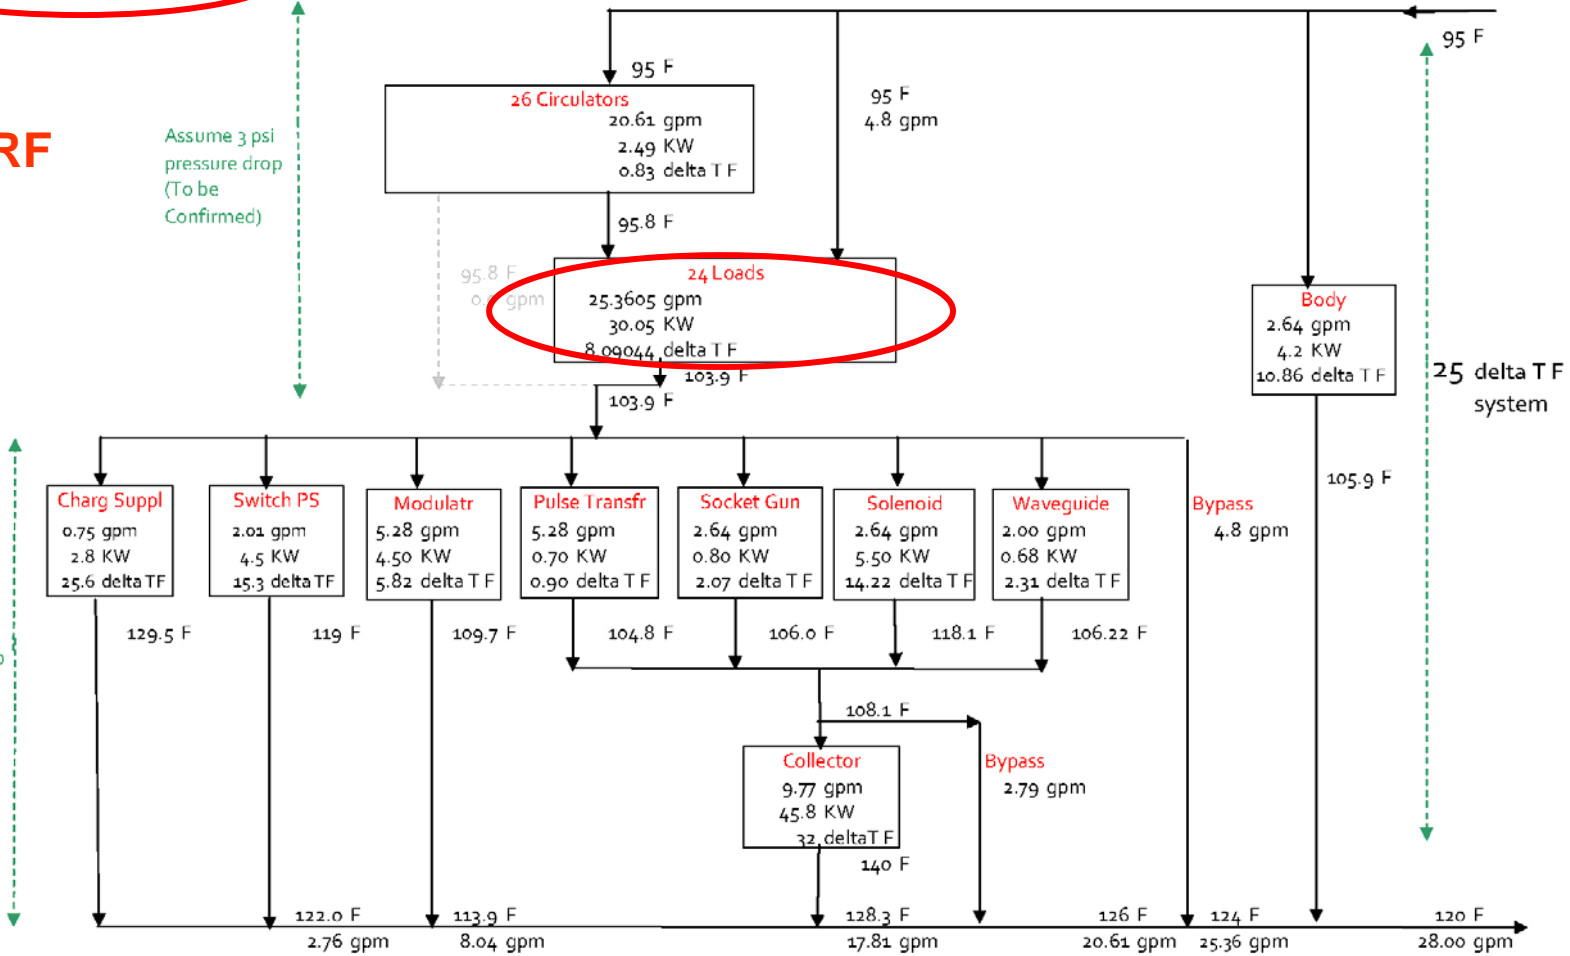 95 F
95 F
26 Circulators
20.61 gpm
2.49 KW
0.83 delta T F
95 F
4.8 gpm
RF
Assume 3 psi
pressure drop
(To be
Confirmed)
95.8 F
95.8 F
gpm
24 Loads
25.3605 gpm
30.05 KW
8.09044 delta T F
Body
2.64 gpm
4.2 KW
10.86 delta T F
25 delta T F
system
103.9 F
103.9 F
105.9 F
Charg Suppl
0.75 gpm
2.8 KW
25.6 delta TF
Switch PS
2.01 gpm
4.5 KW
15.3 delta TF
Modulatr
5.28 gpm
4.50 KW
5.82 delta T F
Pulse Transfr
5.28 gpm
0.70 KW
0.90 delta T F
Socket Gun
2.64 gpm
0.80 KW
2.07 delta T F
Solenoid
2.64 gpm
5.50 KW
14.22 delta T F
Waveguide
2.00 gpm
0.68 KW
2.31 delta T F
Bypass
4.8 gpm
129.5 F
119 F
109.7 F
104.8 F
106.0 F
118.1 F
106.22 F
108.1 F
Collector
9.77 gpm
45.8 KW
32 deltaT F
Bypass
2.79 gpm
140 F
122.0 F
113.9 F
128.3 F
126 F
124 F
120 F
2.76 gpm
8.04 gpm
17.81 gpm
20.61 gpm
25.36 gpm
28.00 gpm